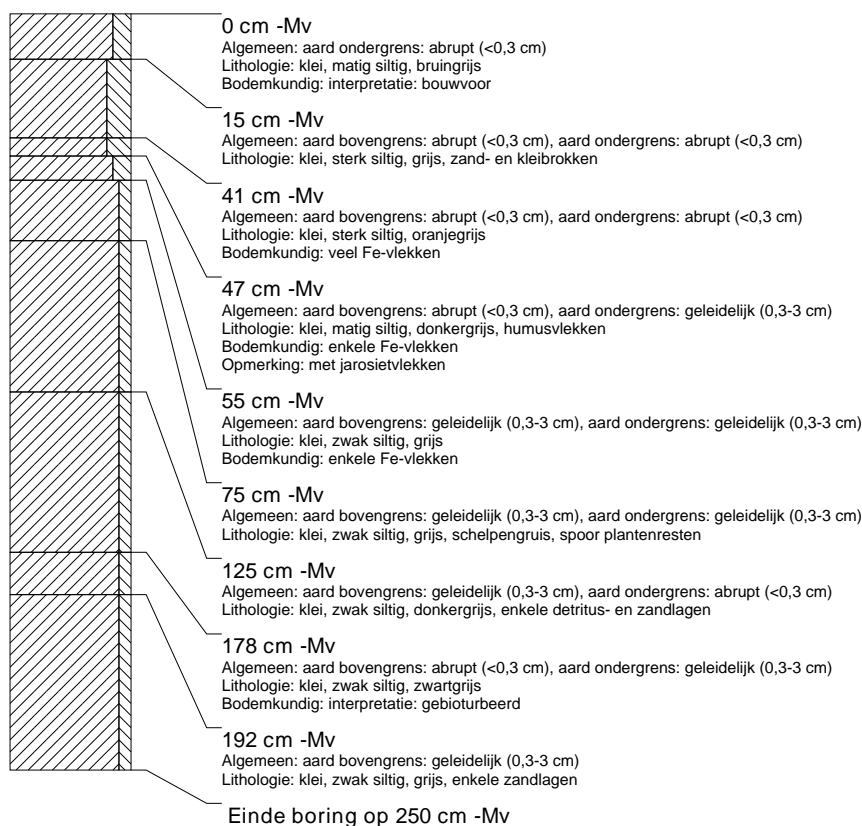 0 cm -Mv
Algemeen: aard ondergrens: abrupt (<0,3 cm)
Lithologie: klei, matig siltig, bruingrijs
Bodemkundig: interpretatie: bouwvoor
15 cm -Mv
Algemeen: aard bovengrens: abrupt (<0,3 cm), aard ondergrens: abrupt (<0,3 cm)
Lithologie: klei, sterk siltig, grijs, zand- en kleibrokken
41 cm -Mv
Algemeen: aard bovengrens: abrupt (<0,3 cm), aard ondergrens: abrupt (<0,3 cm)
Lithologie: klei, sterk siltig, oranjegrijs
Bodemkundig: veel Fe-vlekken
47 cm -Mv
Algemeen: aard bovengrens: abrupt (<0,3 cm), aard ondergrens: geleidelijk (0,3-3 cm)
Lithologie: klei, matig siltig, donkergrijs, humusvlekken
Bodemkundig: enkele Fe-vlekken
Opmerking: met jarosietvlekken
55 cm -Mv
Algemeen: aard bovengrens: geleidelijk (0,3-3 cm), aard ondergrens: geleidelijk (0,3-3 cm)
Lithologie: klei, zwak siltig, grijs
Bodemkundig: enkele Fe-vlekken
75 cm -Mv
Algemeen: aard bovengrens: geleidelijk (0,3-3 cm), aard ondergrens: geleidelijk (0,3-3 cm)
Lithologie: klei, zwak siltig, grijs, schelpengruis, spoor plantenresten
125 cm -Mv
Algemeen: aard bovengrens: geleidelijk (0,3-3 cm), aard ondergrens: abrupt (<0,3 cm)
Lithologie: klei, zwak siltig, donkergrijs, enkele detritus- en zandlagen
178 cm -Mv
Algemeen: aard bovengrens: abrupt (<0,3 cm), aard ondergrens: geleidelijk (0,3-3 cm)
Lithologie: klei, zwak siltig, zwartgrijs
Bodemkundig: interpretatie: gebioturbeerd
192 cm -Mv
Algemeen: aard bovengrens: geleidelijk (0,3-3 cm)
Lithologie: klei, zwak siltig, grijs, enkele zandlagen
Einde boring op 250 cm -Mv